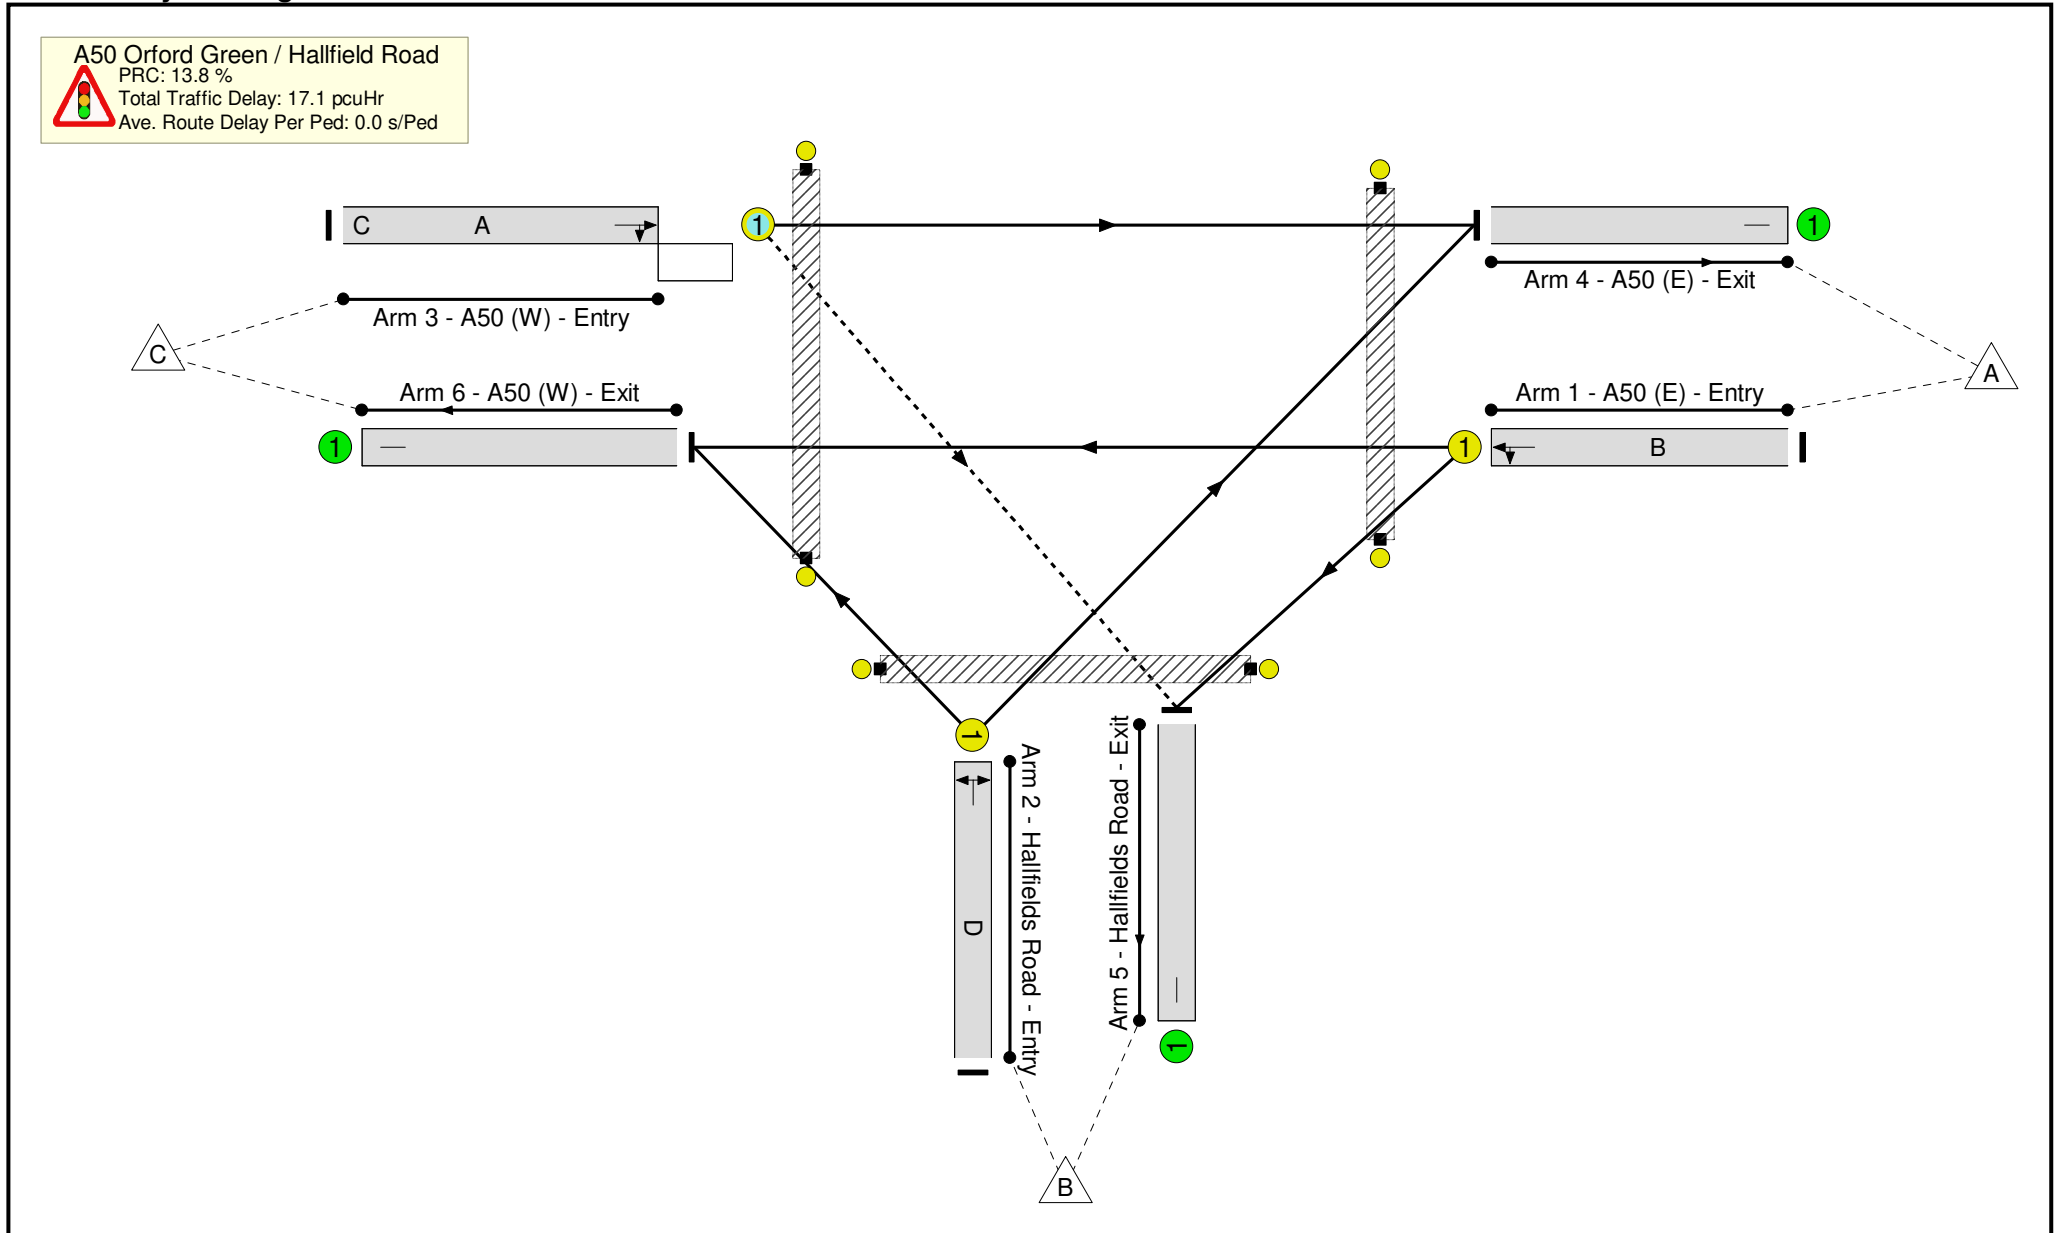 A50 Orford Green / Hallfield Road
PRC: 13.8 %
Total Traffic Delay: 17.1 pcuHr
Ave. Route Delay Per Ped: 0.0 s/Ped
C A
1
1
Arm 4 - A50 (E) - Exit
Arm 3 - A50 (W) - Entry
C
A
Arm 6 - A50 (W) - Exit
Arm 1 - A50 (E) - Entry
1
1
B
1
Arm 2 - Hallfields Road - Entry
Arm 5 - Hallfields Road - Exit
D
1
B